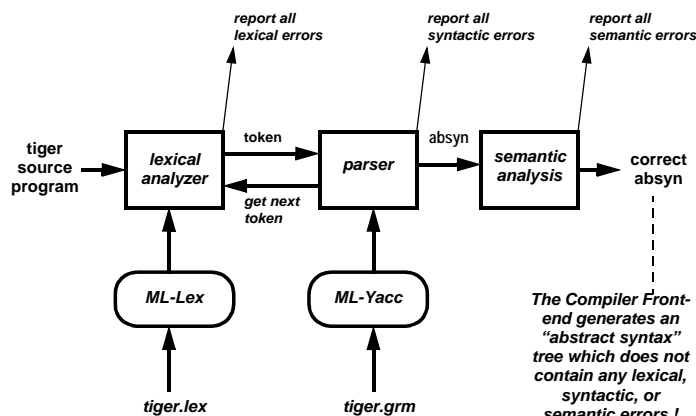 report all
lexical errors
report all
syntactic errors
report all
semantic errors
tiger
source
program
lexical
analyzer
token
get next
token
parser
absyn
semantic
analysis
correct
absyn
ML-Lex
ML-Yacc
tiger.lex
tiger.grm
The Compiler Front-
end generates an
“abstract syntax”
tree which does not
contain any lexical,
syntactic, or
semantic errors !